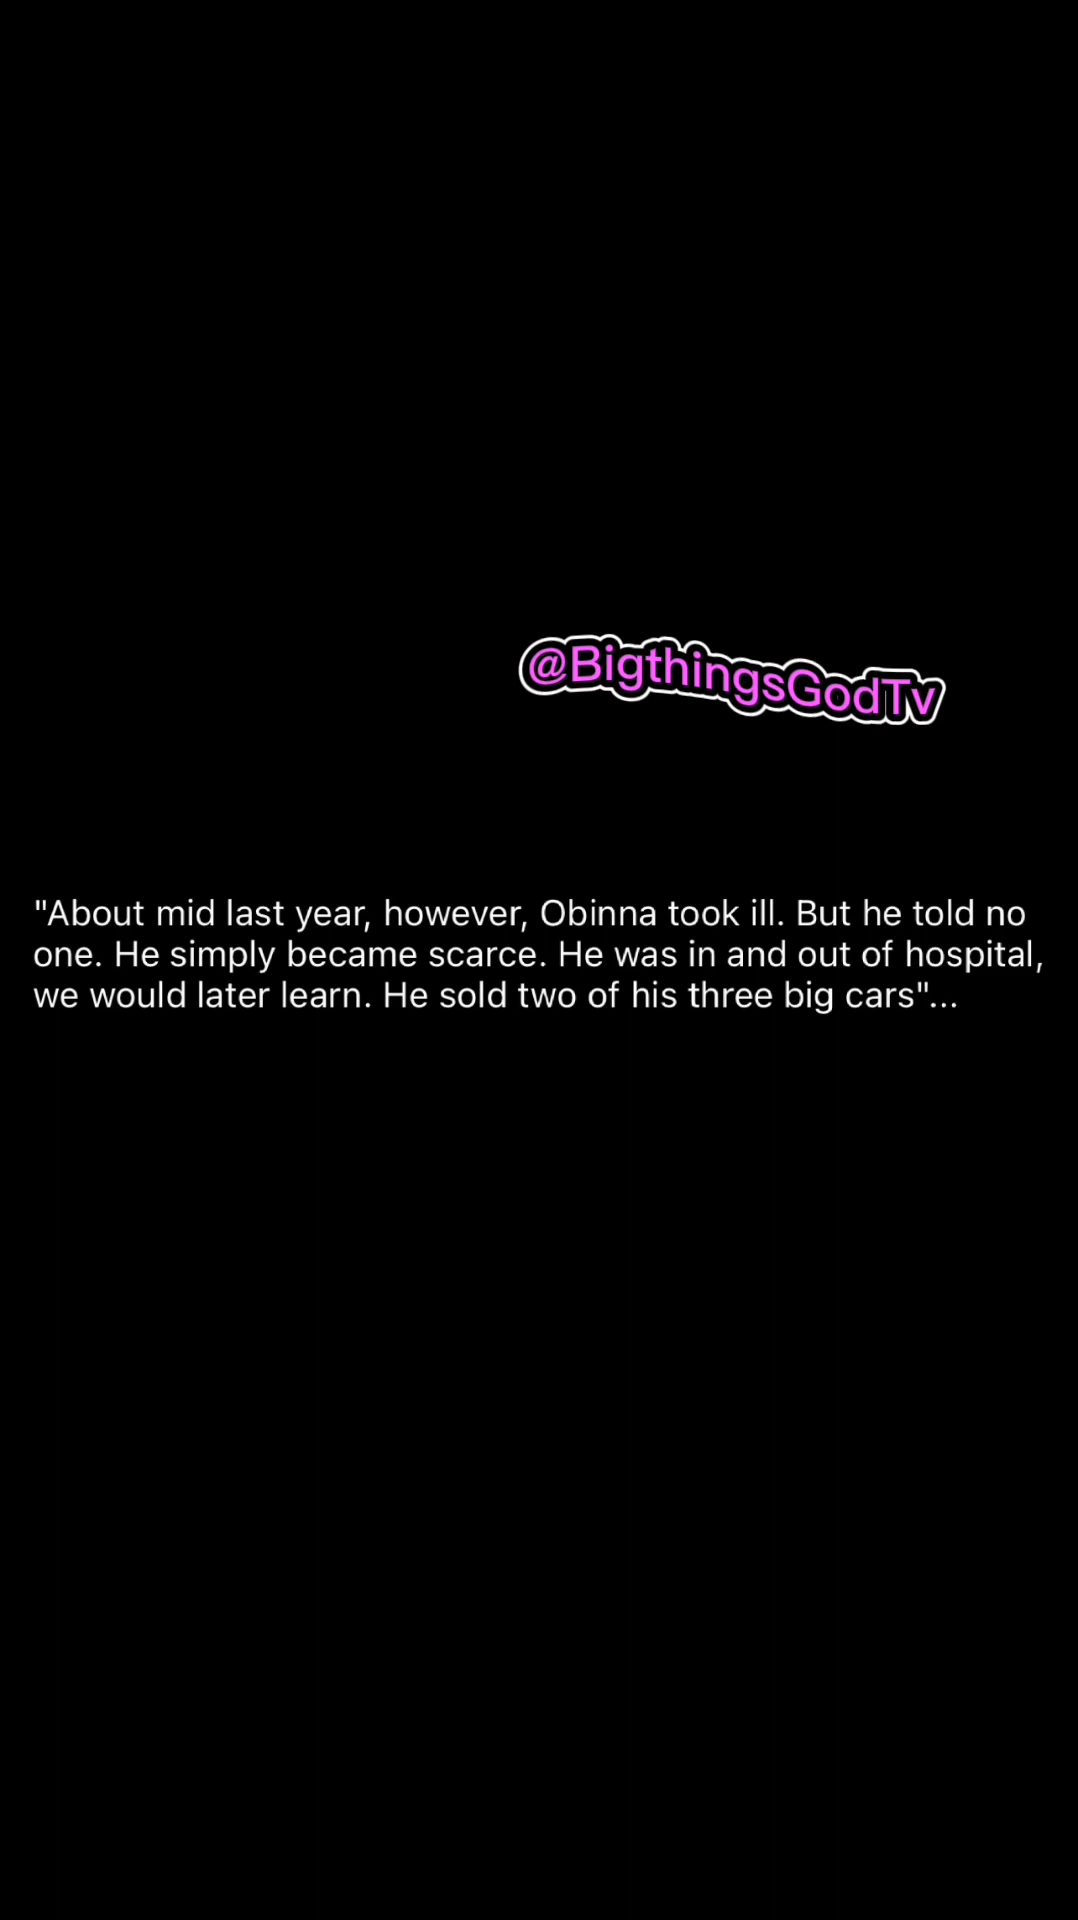 @BigthingsGodTv
"About mid last year, however, Obinna took ill. But he told no
one. He simply became scarce. He was in and out of hospital,
we would later learn. He sold two of his three big cars"...